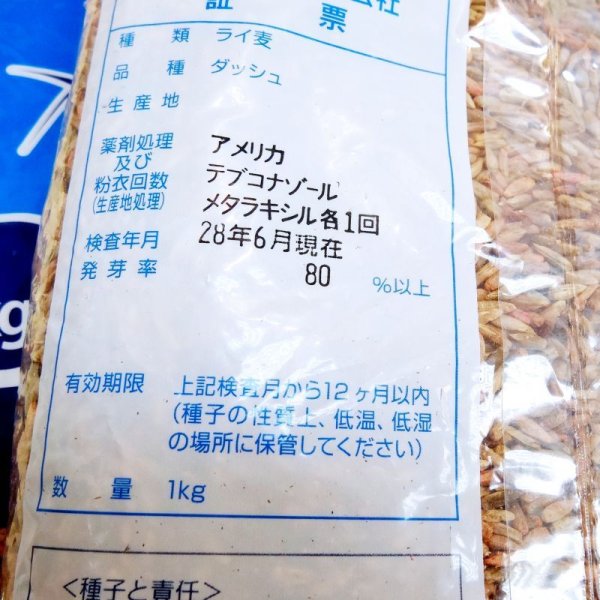 証 票
種 類 ライ麦
品 種 ダッシュ
生産地
アメリカ
薬剤処理
及び
粉衣回数
(生産地処理)
テブコナゾール
メタラキシル各1回
検査年月 28年6月現在
発芽率 80 %以上
有効期限 上記検査月から12ヶ月以内
(種子の性質上、低温、低湿
の場所に保管してください)
数 量 1kg
<種子と責任>